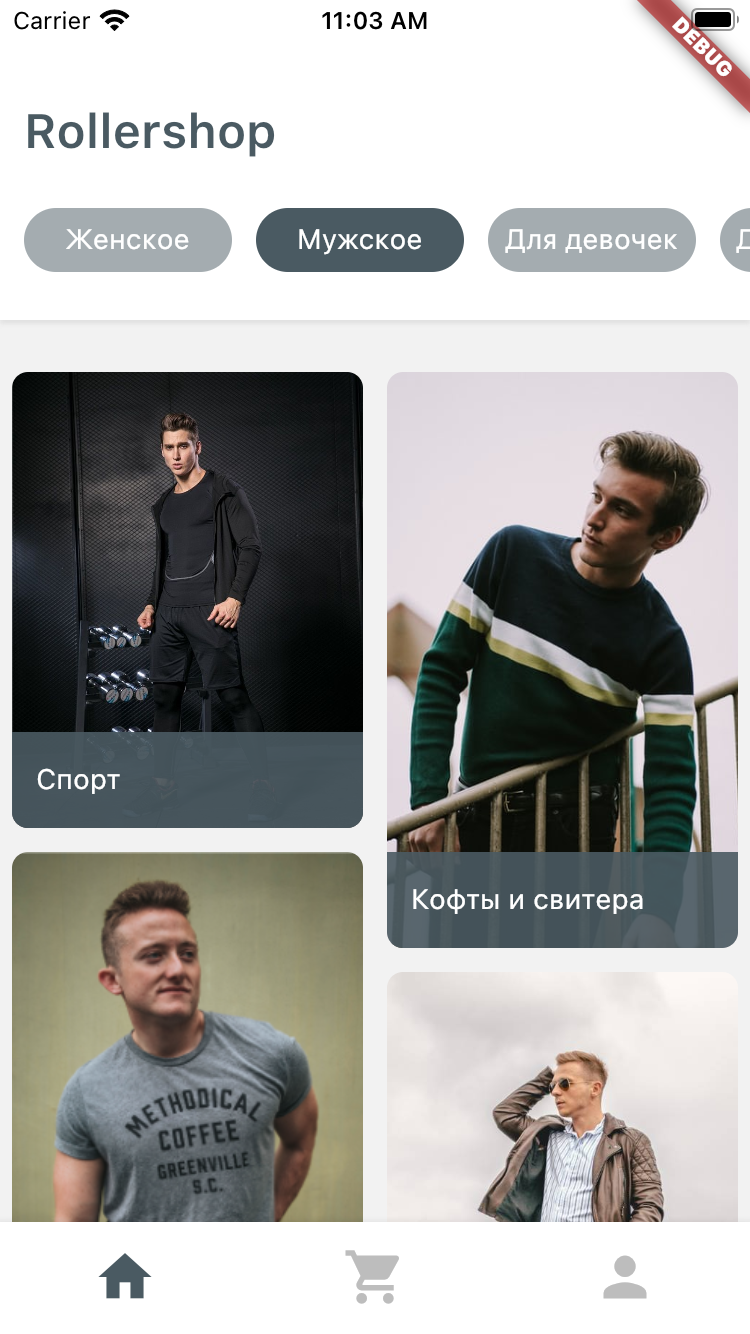 Carrier 11:03 AM
DEBUG
Rollershop
Женское Мужское Для девочек Д
Спорт
Кофты и свитера
METHODICAL
COFFEE
GREENVILLE
S.C.